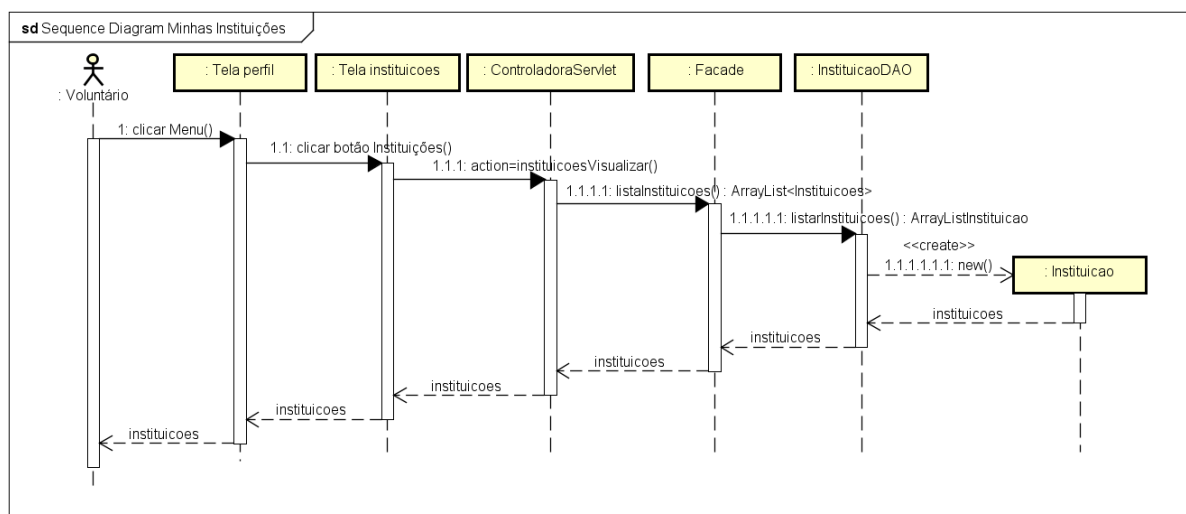 sd Sequence Diagram Minhas Instituições
: Voluntário
: Tela perfil
: Tela instituicoes
: ControladoraServlet
: Facade
: InstituicaoDAO
1: clicar Menu()
1.1: clicar botão Instituições()
1.1.1: action=instituicoesVisualizar()
1.1.1.1: listaInstituicoes() : ArrayList<Instituicoes>
1.1.1.1.1: listarInstituicoes() : ArrayListInstituicao
<<create>>
1.1.1.1.1.1: new()
: Instituicao
instituicoes
instituicoes
instituicoes
instituicoes
instituicoes
instituicoes